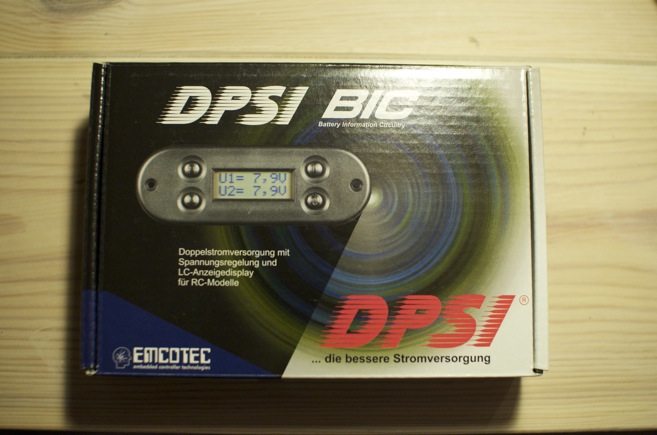 DPSI BIC
Battery Information Circuitry
U1= 7,9V
U2= 7,9V
Doppelstromversorgung mit
Spannungsregelung und
LC-Anzeigedisplay
für RC-Modelle
DPSI®
... die bessere Stromversorgung
EMCOTEC
embedded controller technologies